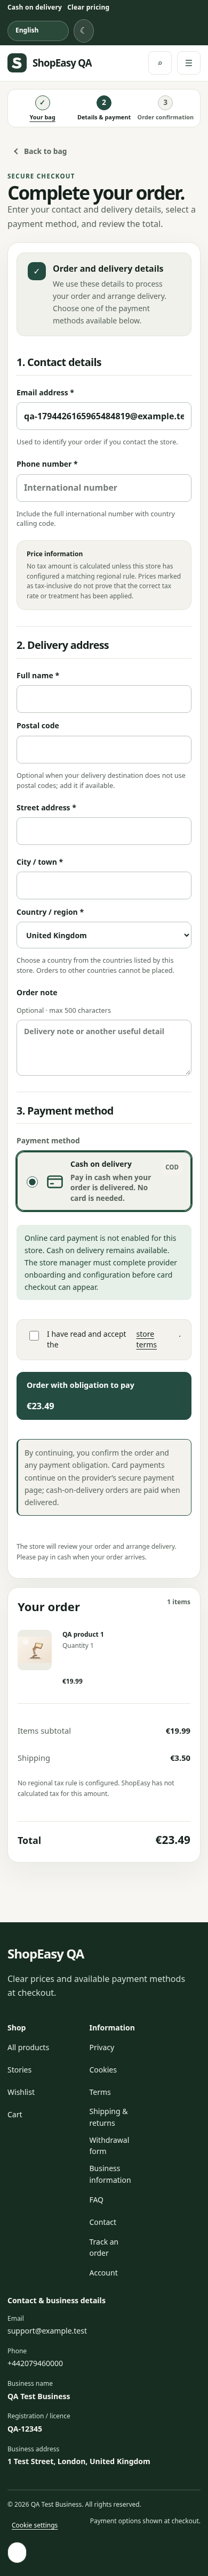 Cash on delivery Clear pricing
English
S ShopEasy QA
✓ 2 3
Your bag Details & payment Order confirmation
Back to bag
SECURE CHECKOUT
Complete your order.
Enter your contact and delivery details, select a
payment method, and review the total.
Order and delivery details
We use these details to process
your order and arrange delivery.
Choose one of the payment
methods available below.
1. Contact details
Email address *
qa-1794426165965484819@example.te
Used to identify your order if you contact the store.
Phone number *
International number
Include the full international number with country
calling code.
Price information
No tax amount is calculated unless this store has
configured a matching regional rule. Prices marked
as tax-inclusive do not prove that the correct tax
rate or treatment has been applied.
2. Delivery address
Full name *
Postal code
Optional when your delivery destination does not use
postal codes; add it if available.
Street address *
City / town *
Country / region *
United Kingdom
Choose a country from the countries listed by this
store. Orders to other countries cannot be placed.
Order note
Optional · max 500 characters
Delivery note or another useful detail
3. Payment method
Payment method
Cash on delivery COD
Pay in cash when your
order is delivered. No
card is needed.
Online card payment is not enabled for this
store. Cash on delivery remains available.
The store manager must complete provider
onboarding and configuration before card
checkout can appear.
I have read and accept the store terms.
Order with obligation to pay
€23.49
By continuing, you confirm the order and
any payment obligation. Card payments
continue on the provider's secure payment
page; cash-on-delivery orders are paid when
delivered.
The store will review your order and arrange delivery.
Please pay in cash when your order arrives.
Your order 1 items
QA product 1
Quantity 1
€19.99
Items subtotal €19.99
Shipping €3.50
No regional tax rule is configured. ShopEasy has not
calculated tax for this amount.
Total €23.49
ShopEasy QA
Clear prices and available payment methods
at checkout.
Shop
All products
Stories
Wishlist
Cart
Information
Privacy
Cookies
Terms
Shipping &
returns
Withdrawal
form
Business
information
FAQ
Contact
Track an
order
Account
Contact & business details
Email
support@example.test
Phone
+442079460000
Business name
QA Test Business
Registration / licence
QA-12345
Business address
1 Test Street, London, United Kingdom
© 2026 QA Test Business. All rights reserved.
Cookie settings Payment options shown at checkout.